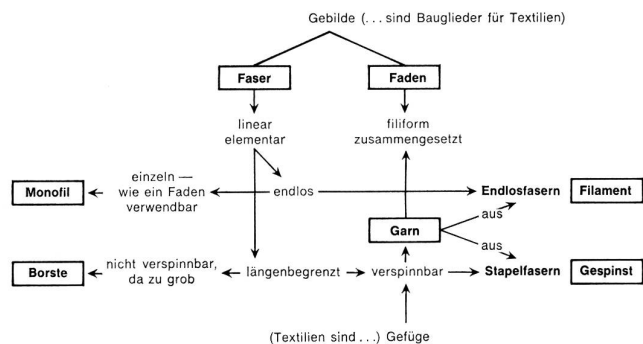 Gebilde (... sind Bauglieder für Textilien)
Faser
Faden
linear
elementar
filiform
zusammengesetzt
einzeln —
wie ein Faden
verwendbar
Monofil
endlos
Endlosfasern
Filament
aus
Garn
aus
nicht verspinnbar,
da zu grob
Borste
längenbegrenzt
verspinnbar
Stapelfasern
Gespinst
(Textilien sind ...) Gefüge